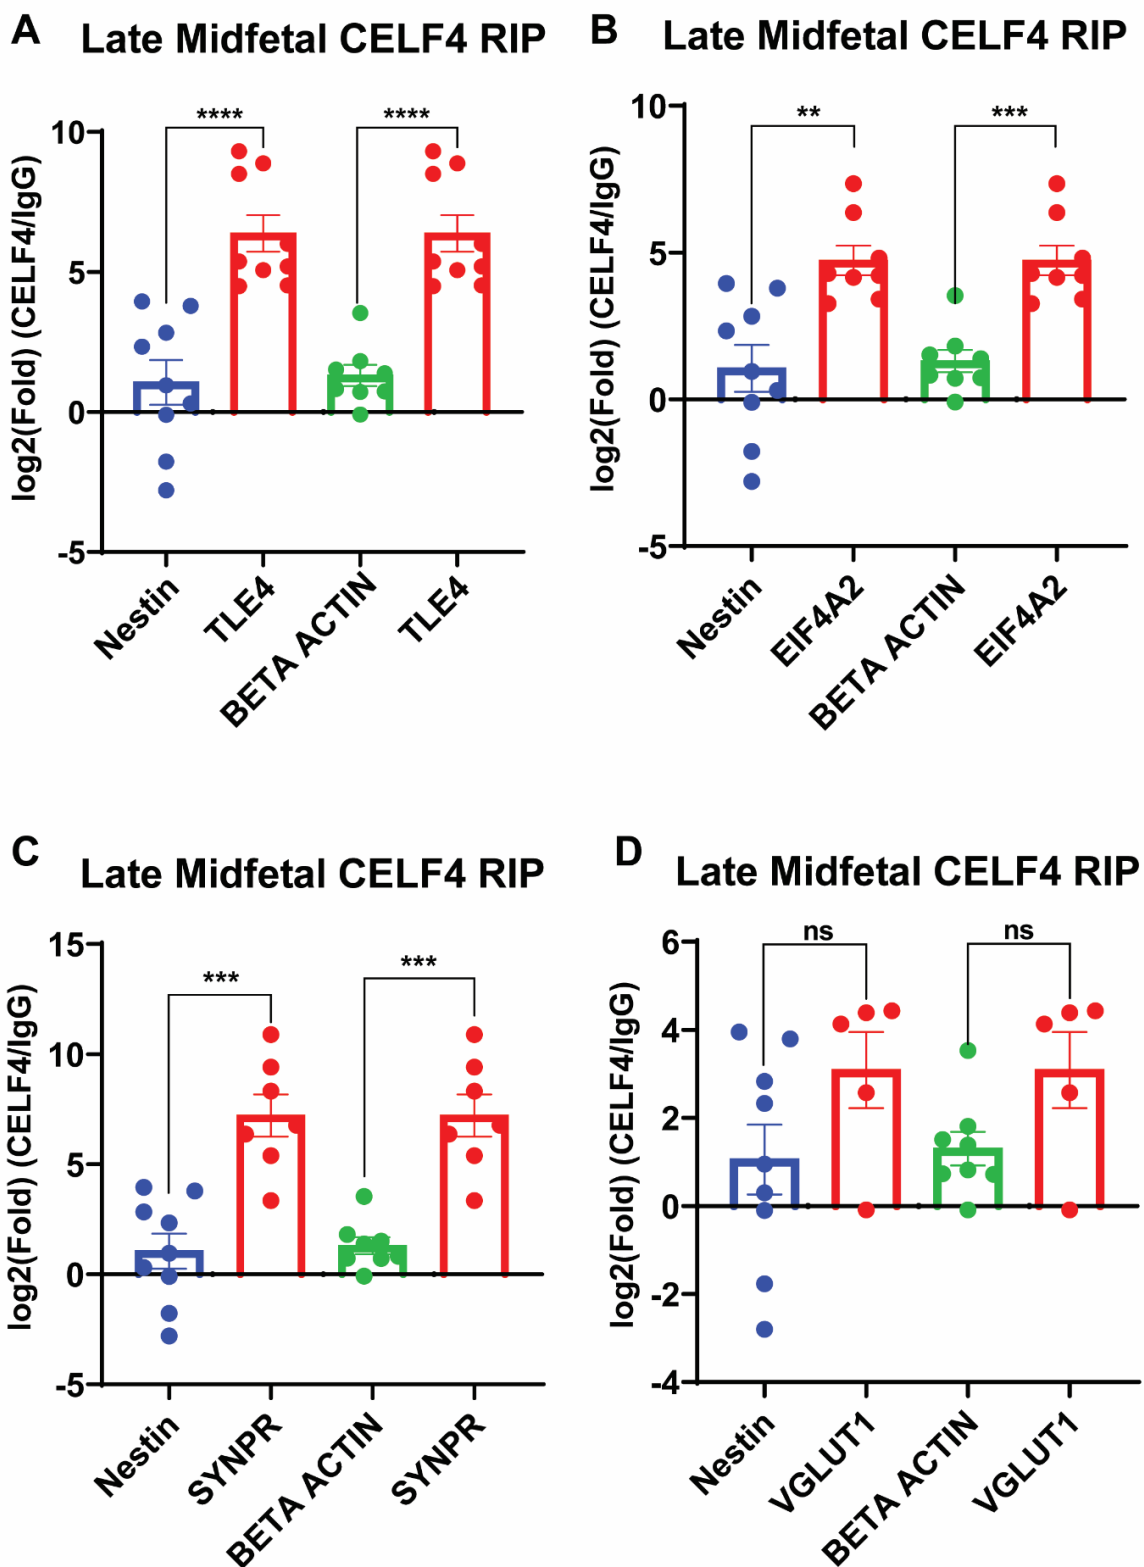 A Late Midfetal CELF4 RIP
log2(Fold) (CELF4/IgG)
10
5
0
-5
**** ****
Nestin
TLE4
BETA ACTIN
TLE4
B Late Midfetal CELF4 RIP
log2(Fold) (CELF4/IgG)
10
5
0
-5
** ***
Nestin
EIF4A2
BETA ACTIN
EIF4A2
C Late Midfetal CELF4 RIP
log2(Fold) (CELF4/IgG)
15
10
5
0
-5
*** ***
Nestin
SYNPR
BETA ACTIN
SYNPR
D Late Midfetal CELF4 RIP
log2(Fold) (CELF4/IgG)
6
4
2
0
-2
-4
ns ns
Nestin
VGLUT1
BETA ACTIN
VGLUT1